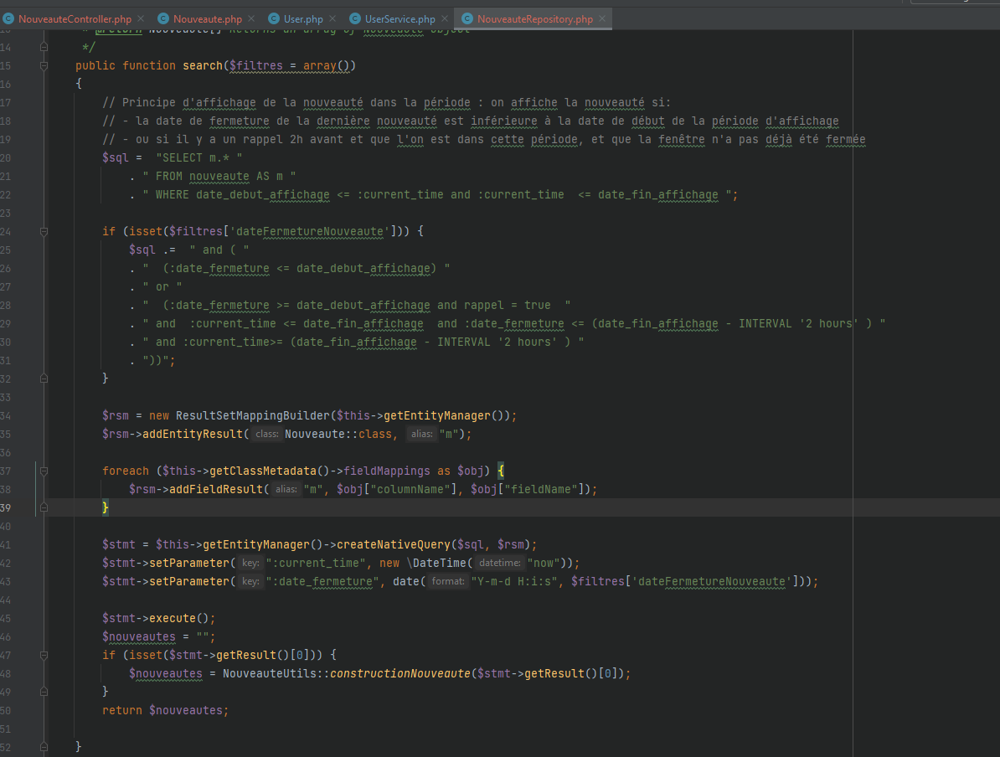 NouveauteController.php Nouveaute.php User.php UserService.php NouveauteRepository.php
* @return Nouveaute[] Returns an array of Nouveaute object
14 */
15 public function search($filtres = array())
16 {
17 // Principe d'affichage de la nouveauté dans la période : on affiche la nouveauté si:
18 // - la date de fermeture de la dernière nouveauté est inférieure à la date de début de la période d'affichage
19 // - ou si il y a un rappel 2h avant et que l'on est dans cette période, et que la fenêtre n'a pas déjà été fermée
20 $sql = "SELECT m.* "
21 . " FROM nouveaute AS m "
22 . " WHERE date_debut_affichage <= :current_time and :current_time  <= date_fin_affichage ";
23
24 if (isset($filtres['dateFermetureNouveaute'])) {
25 $sql .=  " and ( "
26 . "  (:date_fermeture <= date_debut_affichage) "
27 . " or "
28 . "  (:date_fermeture >= date_debut_affichage and rappel = true  "
29 . " and  :current_time <= date_fin_affichage  and :date_fermeture <= (date_fin_affichage - INTERVAL '2 hours' ) "
30 . " and :current_time>= (date_fin_affichage - INTERVAL '2 hours' ) "
31 . "))";
32 }
33
34 $rsm = new ResultSetMappingBuilder($this->getEntityManager());
35 $rsm->addEntityResult( class: Nouveaute::class, alias: "m");
36
37 foreach ($this->getClassMetadata()->fieldMappings as $obj) {
38 $rsm->addFieldResult( alias: "m", $obj["columnName"], $obj["fieldName"]);
39 }
40
41 $stmt = $this->getEntityManager()->createNativeQuery($sql, $rsm);
42 $stmt->setParameter( key: ":current_time", new \DateTime( datetime: "now"));
43 $stmt->setParameter( key: ":date_fermeture", date( format: "Y-m-d H:i:s", $filtres['dateFermetureNouveaute']));
44
45 $stmt->execute();
46 $nouveautes = "";
47 if (isset($stmt->getResult()[0])) {
48 $nouveautes = NouveauteUtils::constructionNouveaute($stmt->getResult()[0]);
49 }
50 return $nouveautes;
51
52 }